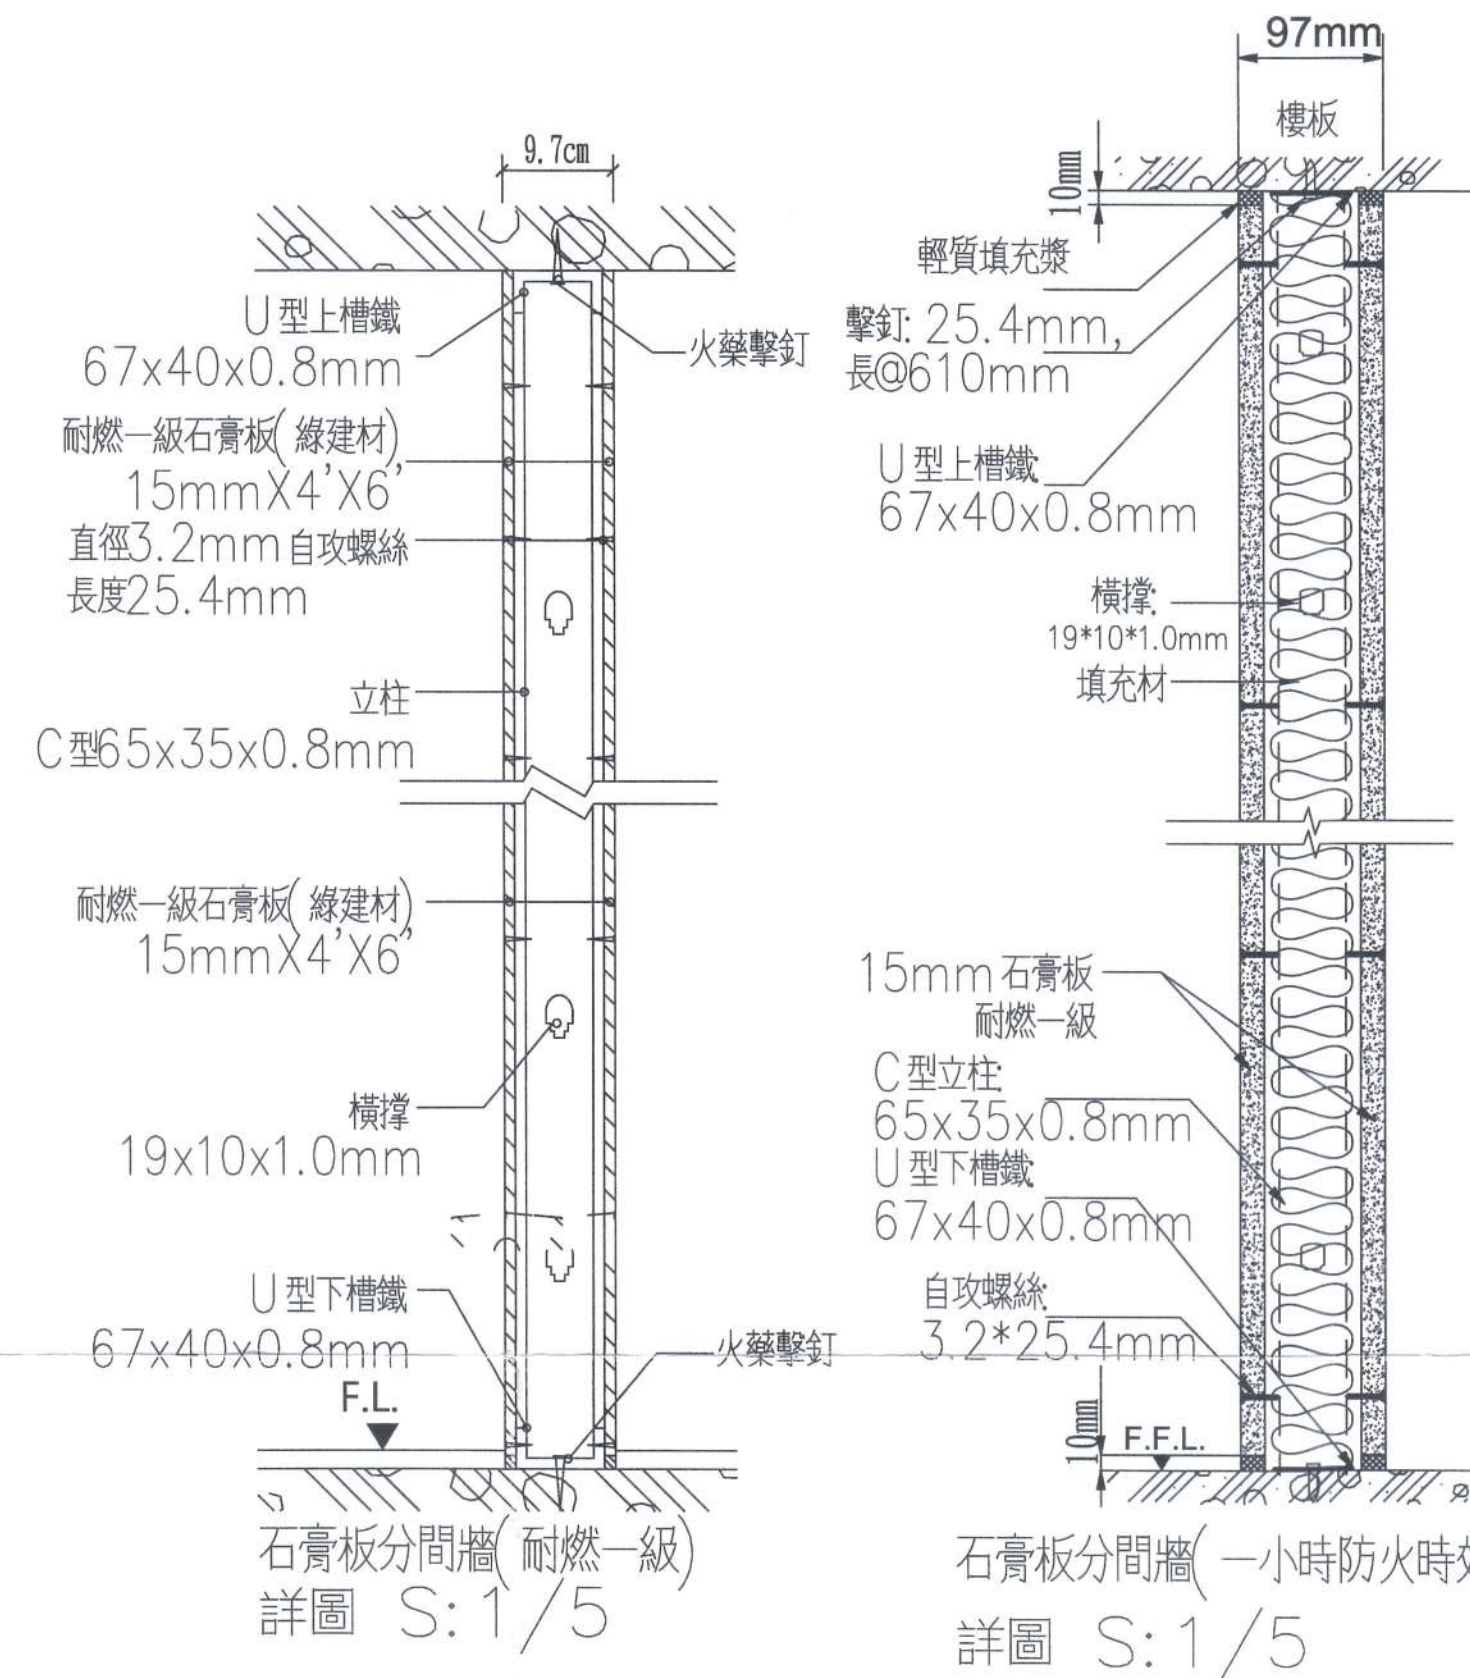 9.7cm
U型上槽鐵
67x40x0.8mm
火藥擊釘
耐燃一級石膏板(綠建材)
15mmX4'X6'
直徑3.2mm自攻螺絲
長度25.4mm
立柱
C型65x35x0.8mm
耐燃一級石膏板(綠建材)
15mmX4'X6'
橫撐
19x10x1.0mm
U型下槽鐵
67x40x0.8mm
火藥擊釘
F.L.
石膏板分間牆(耐燃一級)
詳圖 S:1/5
97mm
樓板
10mm
輕質填充漿
擊釘:25.4mm,
長@610mm
U型上槽鐵:
67x40x0.8mm
橫撐:
19*10*1.0mm
填充材
15mm石膏板
耐燃一級
C型立柱:
65x35x0.8mm
U型下槽鐵:
67x40x0.8mm
自攻螺絲:
3.2*25.4mm
10mm
F.F.L.
石膏板分間牆(一小時防火時效
詳圖 S:1/5